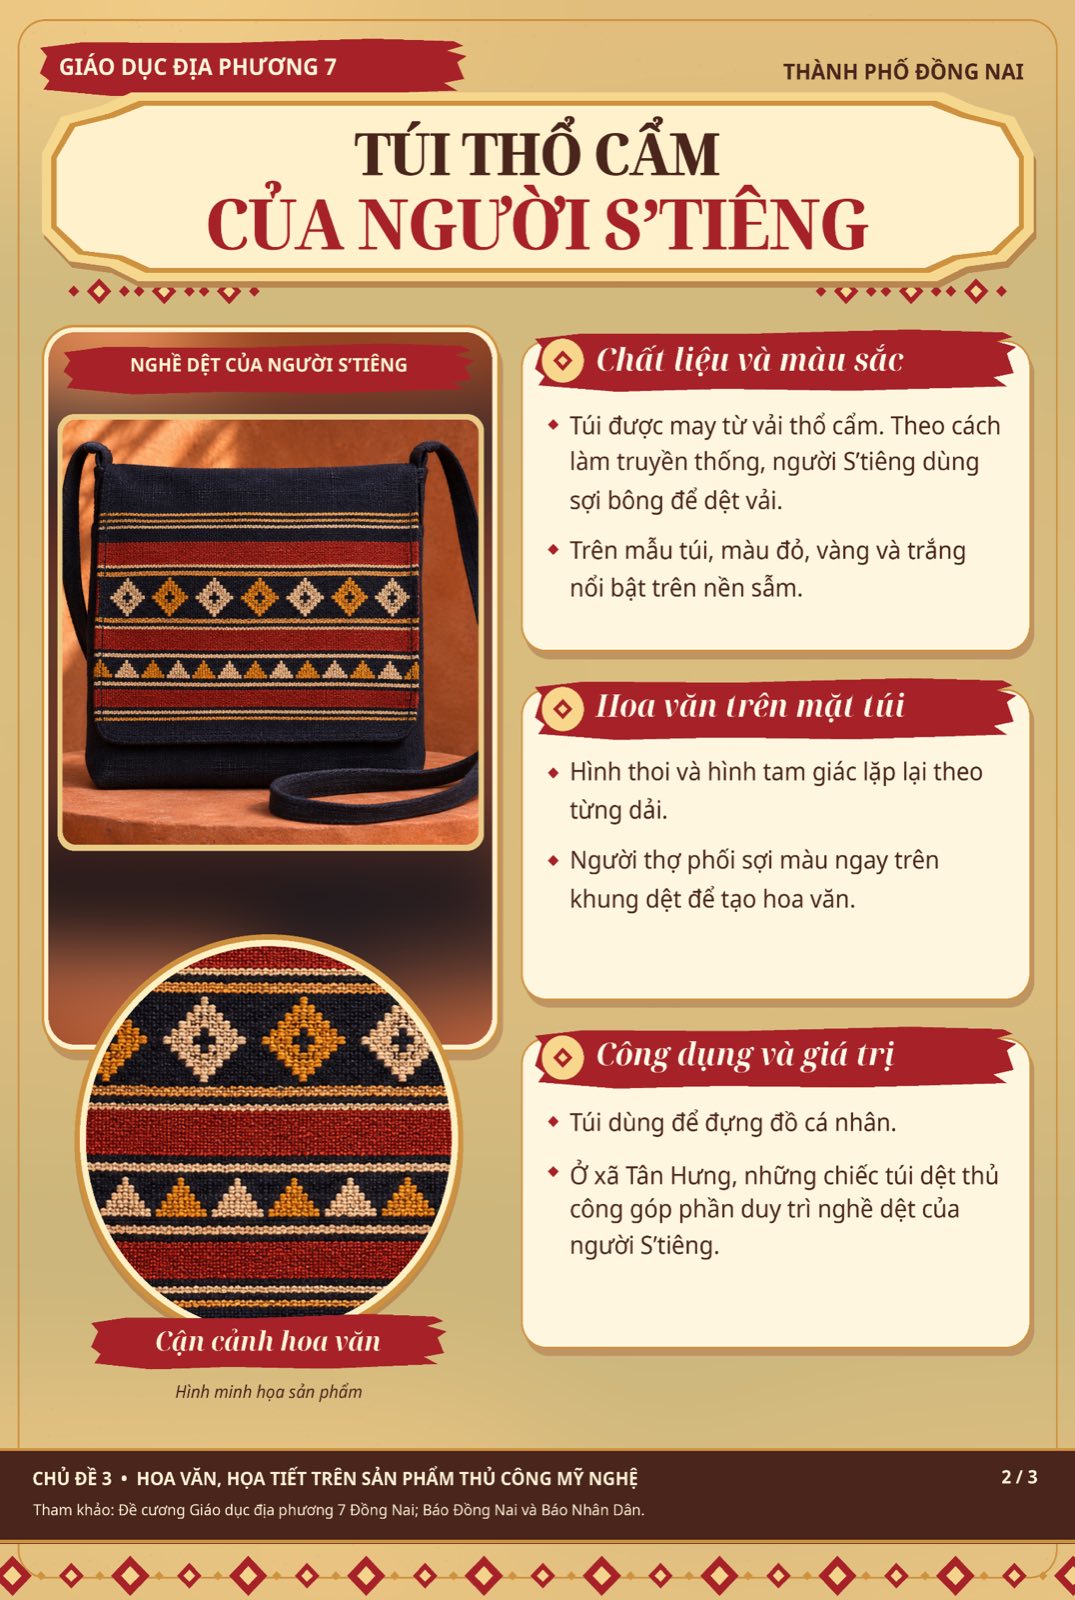 GIÁO DỤC ĐỊA PHƯƠNG 7
THÀNH PHỐ ĐỒNG NAI
TÚI THỔ CẨM
CỦA NGƯỜI S’TIÊNG
NGHỀ DỆT CỦA NGƯỜI S’TIÊNG
Cận cảnh hoa văn
Hình minh họa sản phẩm
Chất liệu và màu sắc
Túi được may từ vải thổ cẩm. Theo cách
làm truyền thống, người S’tiêng dùng
sợi bông để dệt vải.
Trên mẫu túi, màu đỏ, vàng và trắng
nổi bật trên nền sẫm.
Hoa văn trên mặt túi
Hình thoi và hình tam giác lặp lại theo
từng dải.
Người thợ phối sợi màu ngay trên
khung dệt để tạo hoa văn.
Công dụng và giá trị
Túi dùng để đựng đồ cá nhân.
Ở xã Tân Hưng, những chiếc túi dệt thủ
công góp phần duy trì nghề dệt của
người S’tiêng.
CHỦ ĐỀ 3 • HOA VĂN, HỌA TIẾT TRÊN SẢN PHẨM THỦ CÔNG MỸ NGHỆ
2 / 3
Tham khảo: Đề cương Giáo dục địa phương 7 Đồng Nai; Báo Đồng Nai và Báo Nhân Dân.